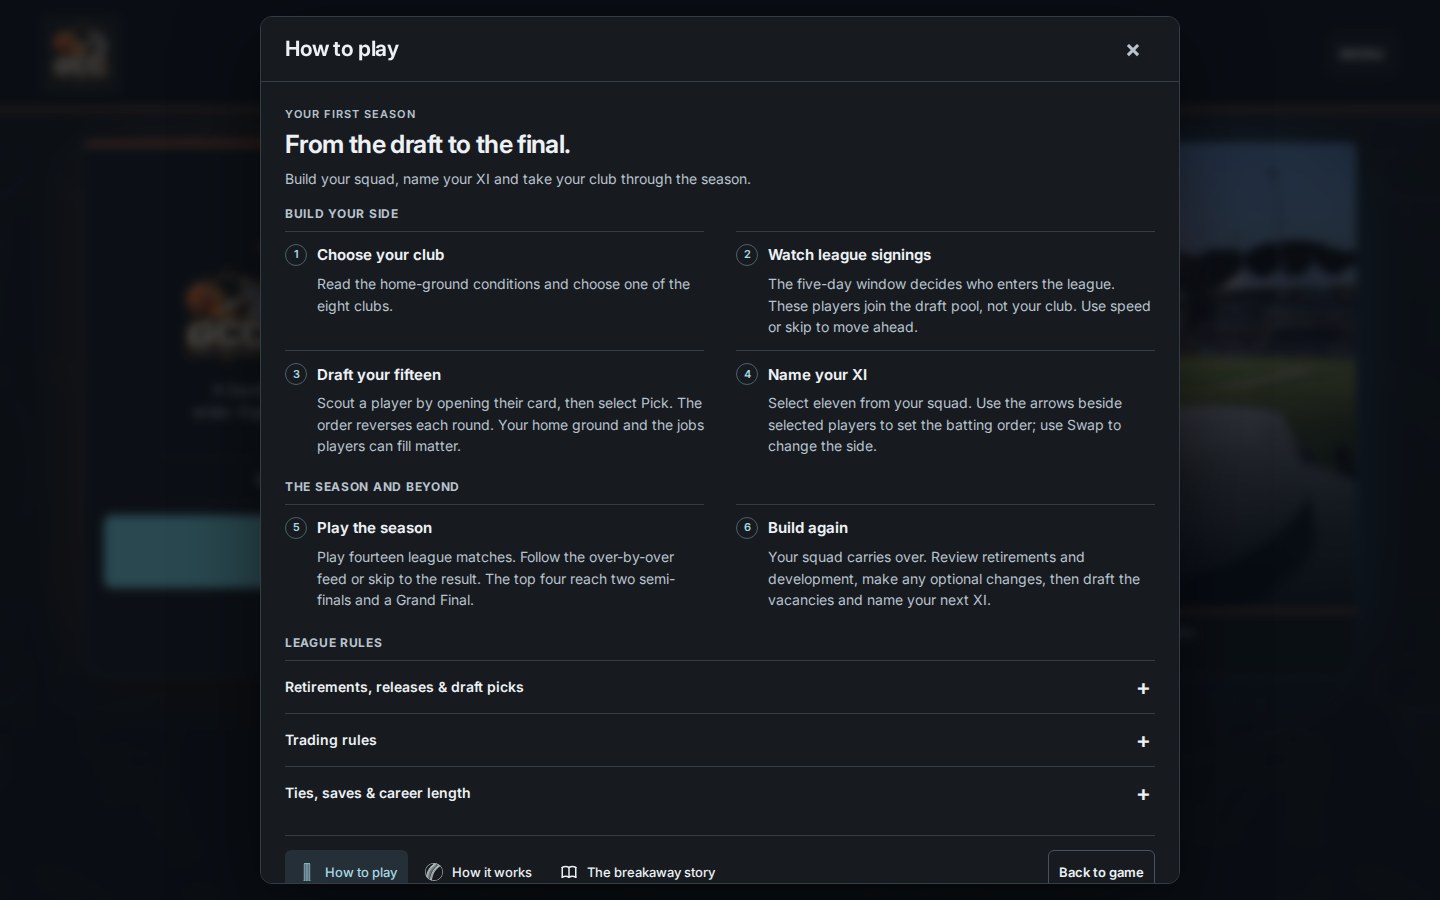 How to play
YOUR FIRST SEASON
From the draft to the final.
Build your squad, name your XI and take your club through the season.
BUILD YOUR SIDE
1 Choose your club
Read the home-ground conditions and choose one of the
eight clubs.
2 Watch league signings
The five-day window decides who enters the league.
These players join the draft pool, not your club. Use speed
or skip to move ahead.
3 Draft your fifteen
Scout a player by opening their card, then select Pick. The
order reverses each round. Your home ground and the jobs
players can fill matter.
4 Name your XI
Select eleven from your squad. Use the arrows beside
selected players to set the batting order; use Swap to
change the side.
THE SEASON AND BEYOND
5 Play the season
Play fourteen league matches. Follow the over-by-over
feed or skip to the result. The top four reach two semi-
finals and a Grand Final.
6 Build again
Your squad carries over. Review retirements and
development, make any optional changes, then draft the
vacancies and name your next XI.
LEAGUE RULES
Retirements, releases & draft picks
Trading rules
Ties, saves & career length
How to play
How it works
The breakaway story
Back to game